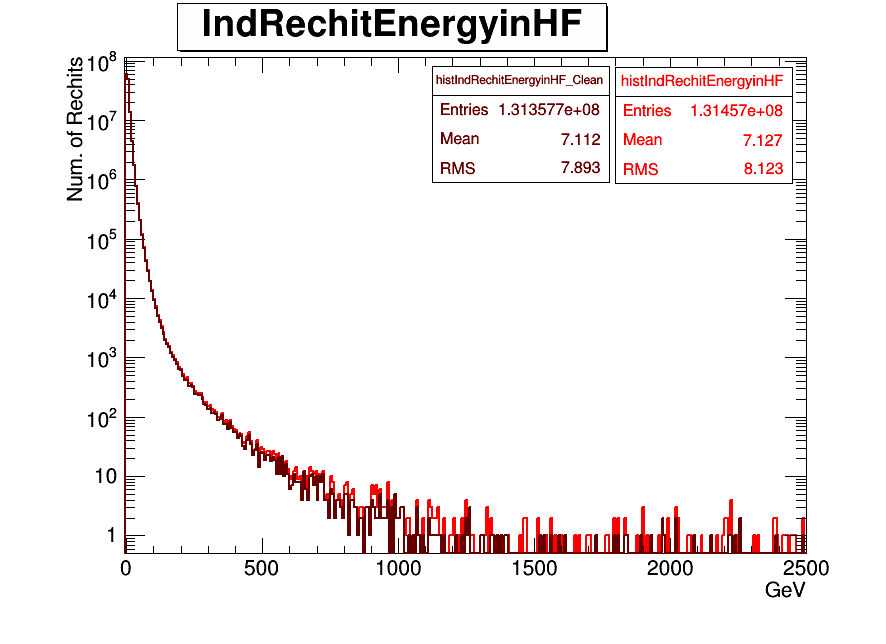 IndRechitEnergyinHF
Num. of Rechits
histIndRechitEnergyinHF_Clean
Entries 1.313577e+08
Mean 7.112
RMS 7.893
histIndRechitEnergyinHF
Entries 1.31457e+08
Mean 7.127
RMS 8.123
10^8
10^7
10^6
10^5
10^4
10^3
10^2
10
1
0 500 1000 1500 2000 2500
GeV